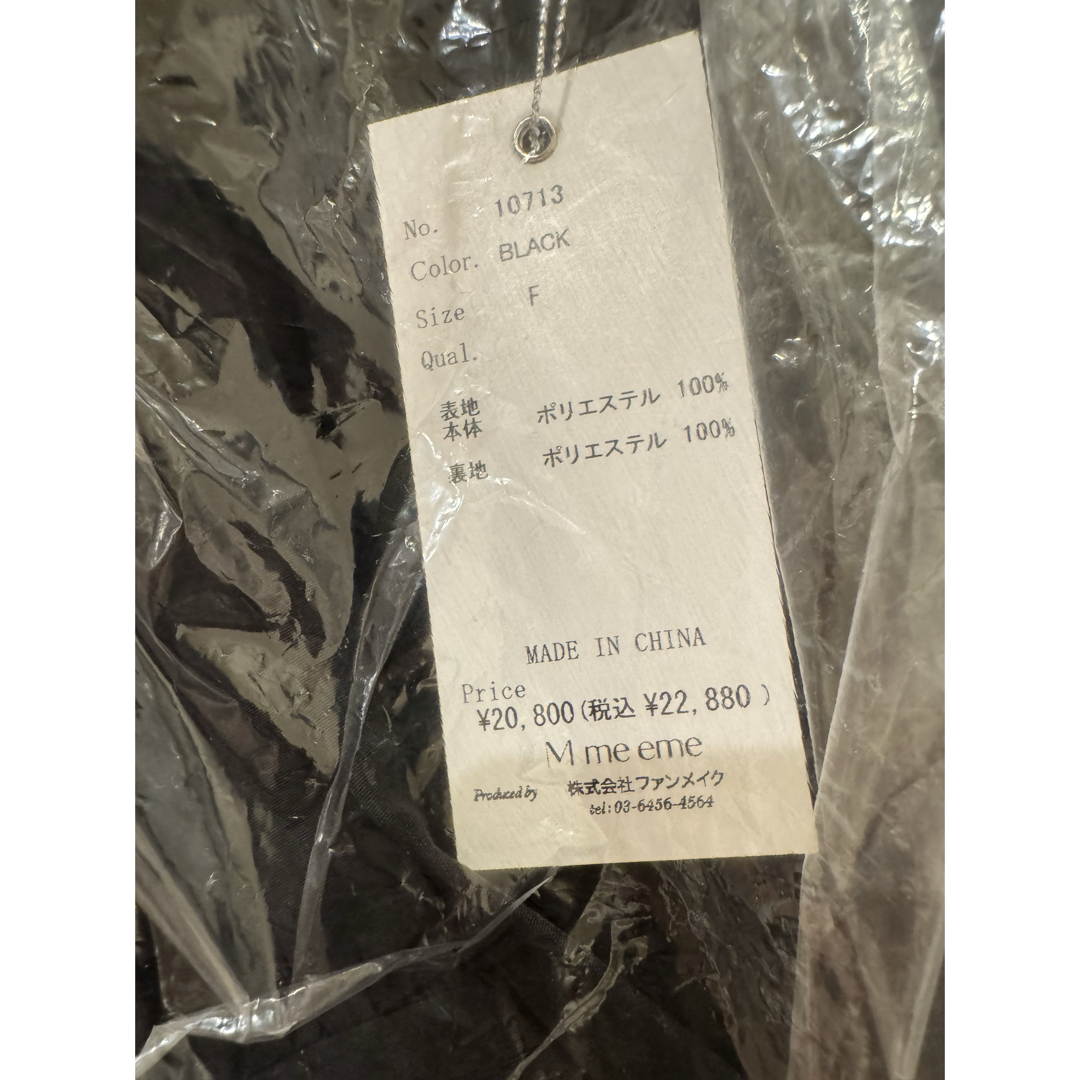 No. 10713
Color. BLACK
Size F
Qual.
表地
本体 ポリエステル 100%
裏地 ポリエステル 100%
MADE IN CHINA
Price
¥20,800(税込 ¥22,880 )
M me eme
Produced by 株式会社ファンメイク
tel:03-6456-4564